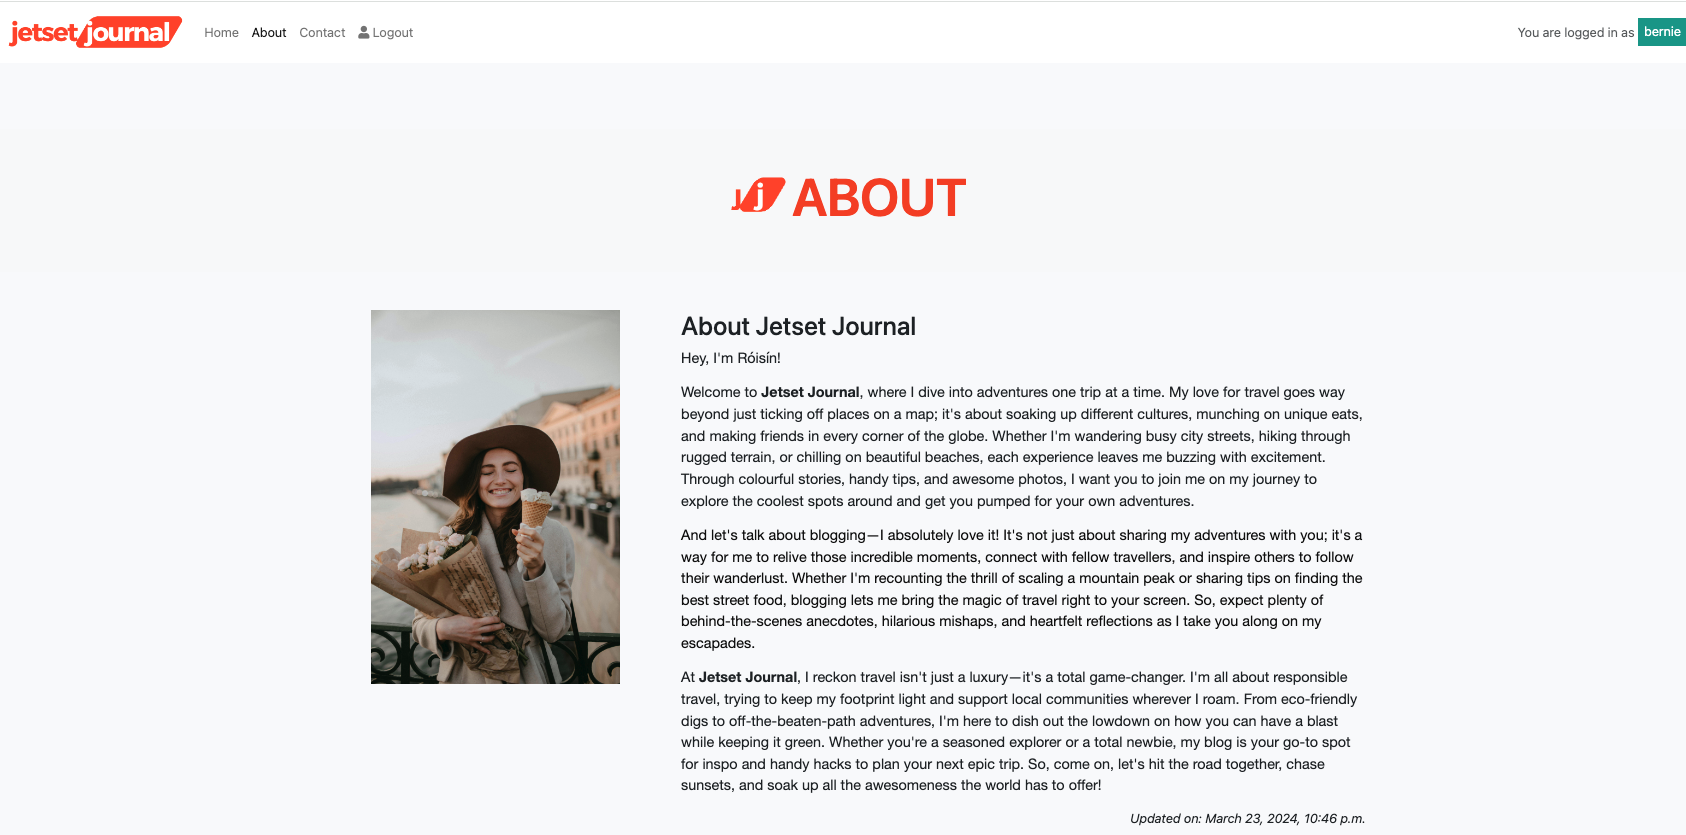 jetset journal Home About Contact Logout You are logged in as bernie
jj ABOUT
About Jetset Journal
Hey, I'm Róisín!
Welcome to Jetset Journal, where I dive into adventures one trip at a time. My love for travel goes way
beyond just ticking off places on a map; it's about soaking up different cultures, munching on unique eats,
and making friends in every corner of the globe. Whether I'm wandering busy city streets, hiking through
rugged terrain, or chilling on beautiful beaches, each experience leaves me buzzing with excitement.
Through colourful stories, handy tips, and awesome photos, I want you to join me on my journey to
explore the coolest spots around and get you pumped for your own adventures.
And let's talk about blogging—I absolutely love it! It's not just about sharing my adventures with you; it's a
way for me to relive those incredible moments, connect with fellow travellers, and inspire others to follow
their wanderlust. Whether I'm recounting the thrill of scaling a mountain peak or sharing tips on finding the
best street food, blogging lets me bring the magic of travel right to your screen. So, expect plenty of
behind-the-scenes anecdotes, hilarious mishaps, and heartfelt reflections as I take you along on my
escapades.
At Jetset Journal, I reckon travel isn't just a luxury—it's a total game-changer. I'm all about responsible
travel, trying to keep my footprint light and support local communities wherever I roam. From eco-friendly
digs to off-the-beaten-path adventures, I'm here to dish out the lowdown on how you can have a blast
while keeping it green. Whether you're a seasoned explorer or a total newbie, my blog is your go-to spot
for inspo and handy hacks to plan your next epic trip. So, come on, let's hit the road together, chase
sunsets, and soak up all the awesomeness the world has to offer!
Updated on: March 23, 2024, 10:46 p.m.